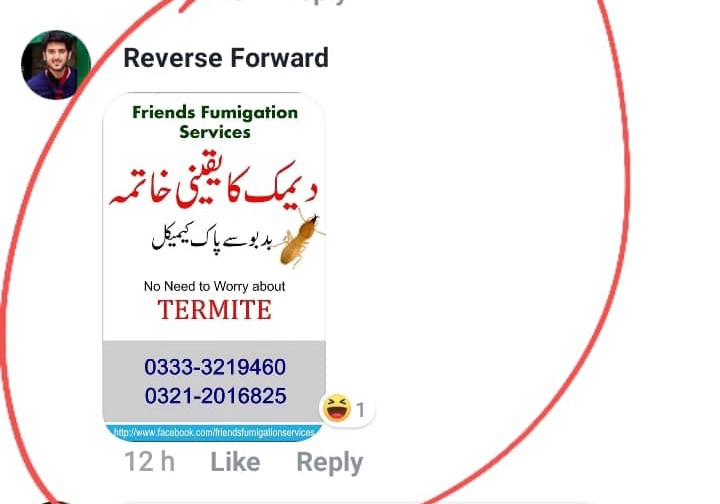 Reverse Forward
Friends Fumigation
Services
دیمک کا یقینی خاتمہ
بدبو سے پاک کیمیکل
No Need to Worry about
TERMITE
0333-3219460
0321-2016825
http://www.facebook.com/friendsfumigationservices
1
12 h Like Reply